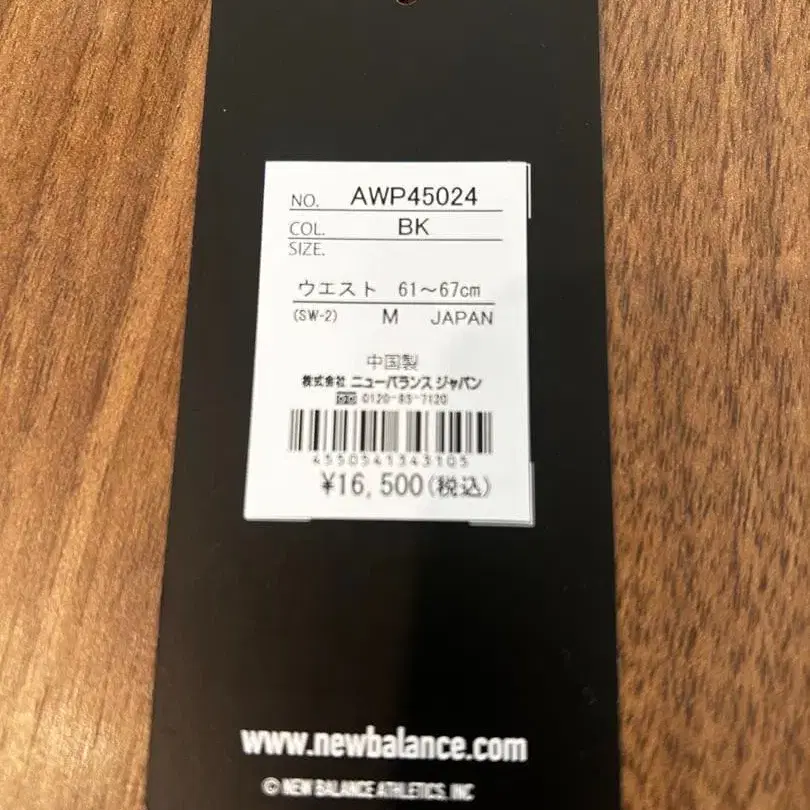 NO. AWP45024
COL. BK
SIZE.
ウエスト 61～67cm
(SW-2) M JAPAN
中国製
株式会社 ニューバランス ジャパン
0120-85-7120
4550541343105
¥16,500(税込)
www.newbalance.com
© NEW BALANCE ATHLETICS, INC